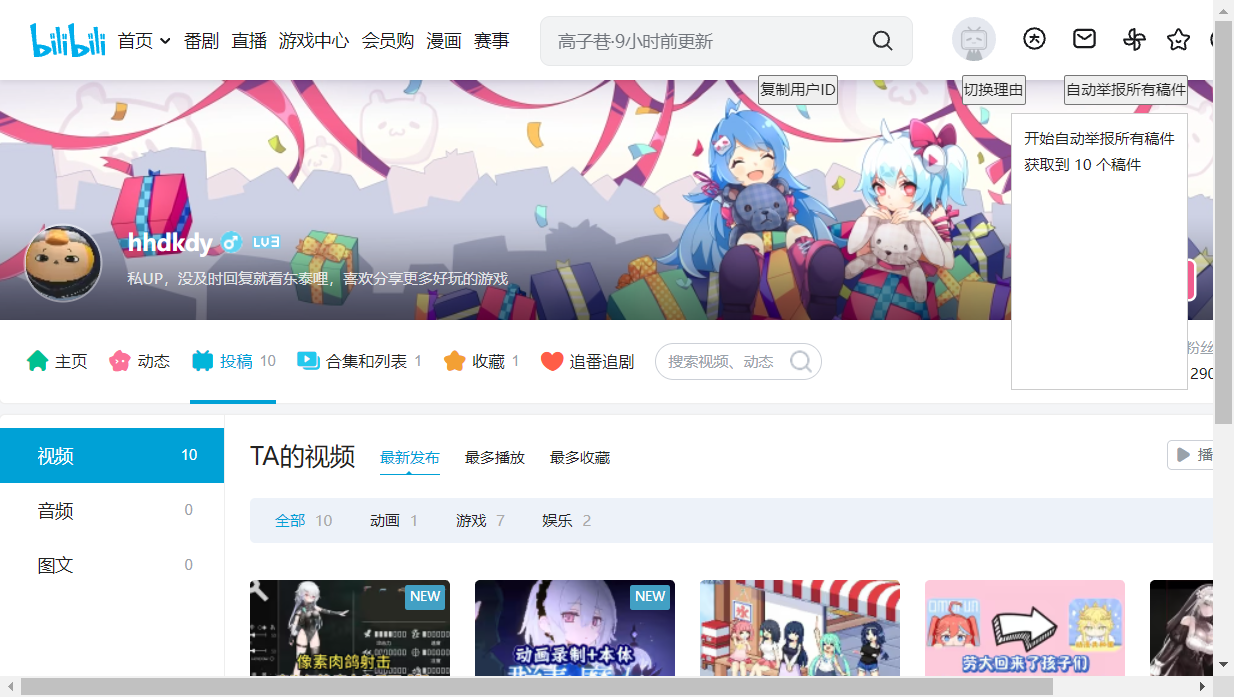 bilibili
首页 番剧 直播 游戏中心 会员购 漫画 赛事
高子巷·9小时前更新
复制用户ID 切换理由 自动举报所有稿件
开始自动举报所有稿件
获取到 10 个稿件
hhdkdy LV3
私UP，没及时回复就看东泰哩，喜欢分享更多好玩的游戏
主页 动态 投稿 10 合集和列表 1 收藏 1 追番追剧 搜索视频、动态
粉丝
290
视频 10
音频 0
图文 0
TA的视频 最新发布 最多播放 最多收藏 播
全部 10 动画 1 游戏 7 娱乐 2
NEW NEW
像素肉鸽射击
动画录制+本体
劳大回来了孩子们